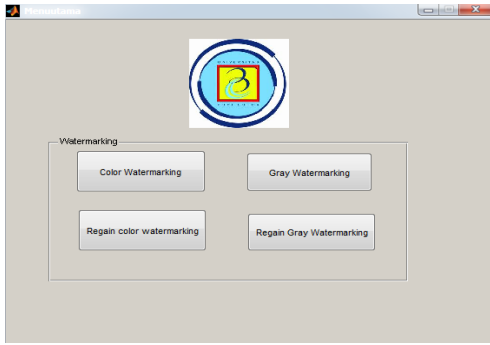 Menuutama
Watermarking
Color Watermarking
Gray Watermarking
Regain color watermarking
Regain Gray Watermarking